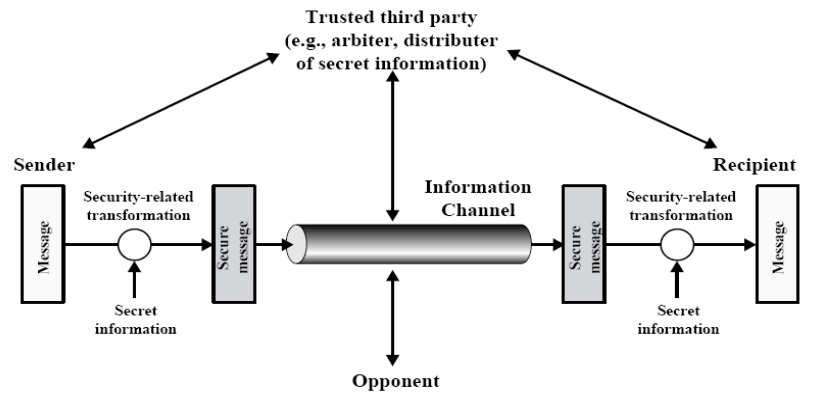 Trusted third party
(e.g., arbiter, distributer
of secret information)
Sender
Recipient
Message
Security-related
transformation
Secret
information
Secure
message
Information
Channel
Secure
message
Security-related
transformation
Secret
information
Message
Opponent